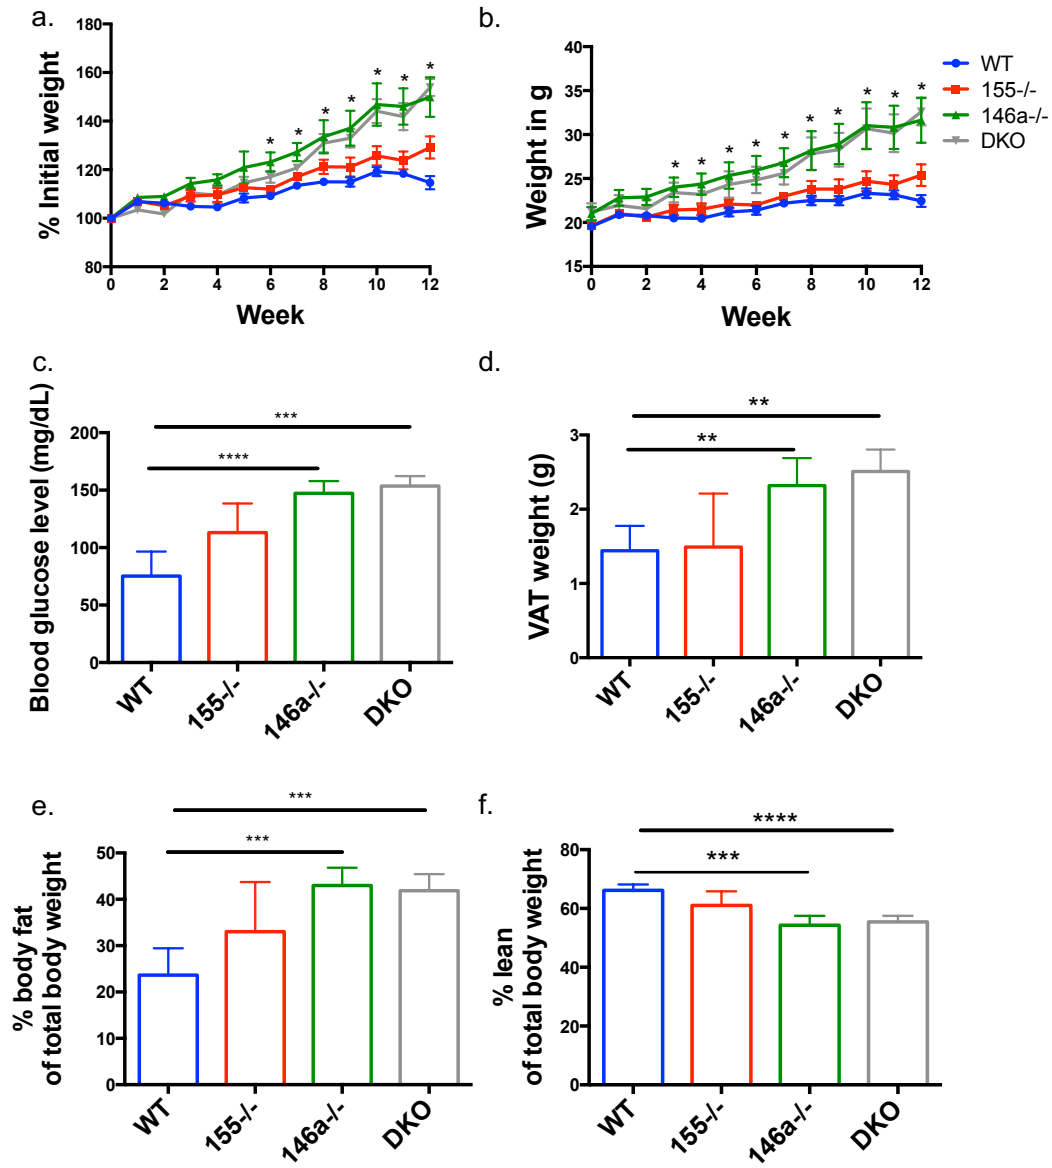 a.
% Initial weight
180
160
140
120
100
80
* * * * * * *
0 2 4 6 8 10 12
Week
b.
Weight in g
40
35
30
25
20
15
* * * * * * * * * *
0 2 4 6 8 10 12
Week
WT
155-/-
146a-/-
DKO
c.
Blood glucose level (mg/dL)
200
150
100
50
0
***
****
WT 155-/- 146a-/- DKO
d.
VAT weight (g)
3
2
1
0
**
**
WT 155-/- 146a-/- DKO
e.
% body fat
of total body weight
50
40
30
20
10
0
***
***
WT 155-/- 146a-/- DKO
f.
% lean
of total body weight
80
60
40
20
0
****
***
WT 155-/- 146a-/- DKO